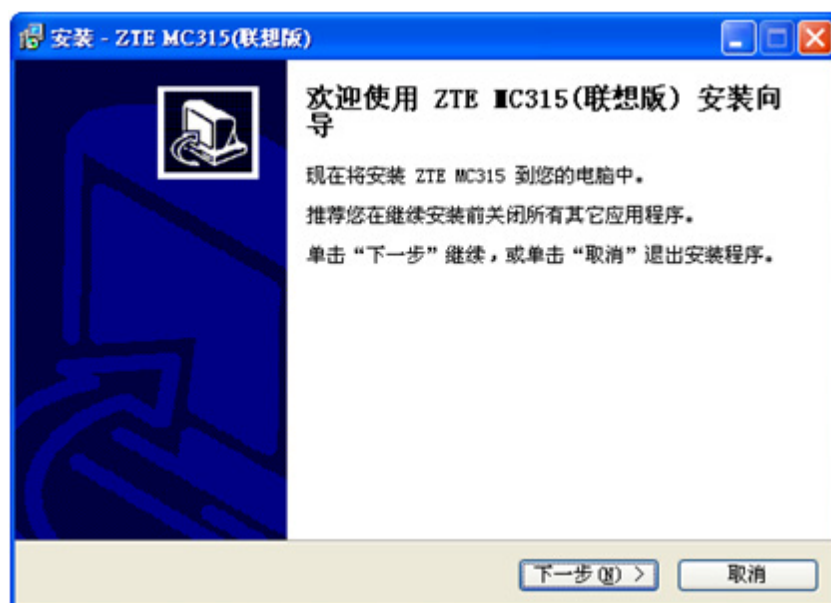 安装 - ZTE MC315(联想版)
欢迎使用 ZTE MC315(联想版) 安装向
导
现在将安装 ZTE MC315 到您的电脑中。
推荐您在继续安装前关闭所有其它应用程序。
单击“下一步”继续，或单击“取消”退出安装程序。
下一步(N) >
取消